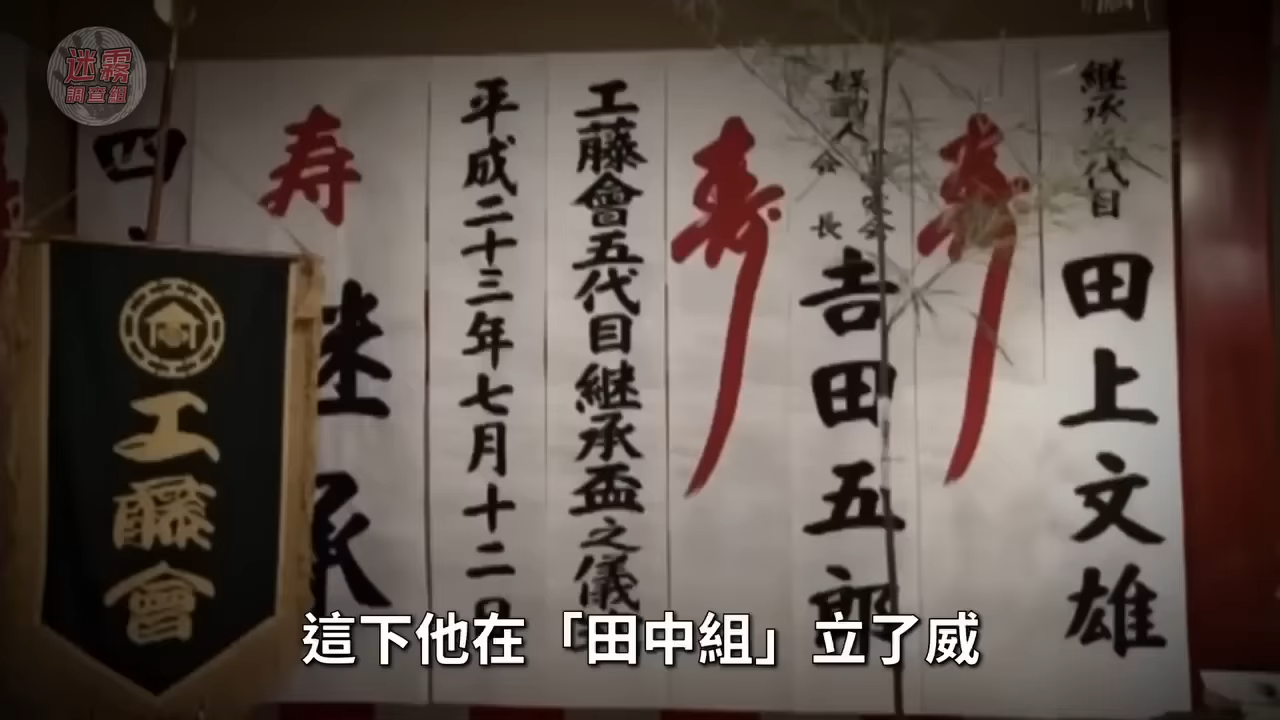 迷霧
調查組
継承五代目
田上文雄
寿
媒酌人
会長
吉田五郎
寿
工藤會五代目継承盃之儀
平成二十三年七月十二日
寿
継承
四
工藤會
這下他在「田中組」立了威